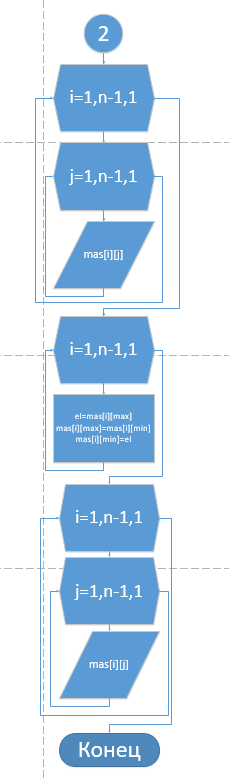 2
i=1,n-1,1
j=1,n-1,1
mas[i][j]
i=1,n-1,1
el=mas[i][max]
mas[i][max]=mas[i][min]
mas[i][min]=el
i=1,n-1,1
j=1,n-1,1
mas[i][j]
Конец